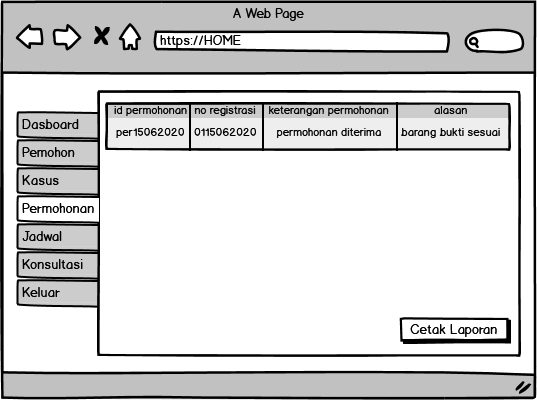 A Web Page
https://HOME
Dasboard
Pemohon
Kasus
Permohonan
Jadwal
Konsultasi
Keluar
id permohonan no registrasi keterangan permohonan alasan
per15062020 0115062020 permohonan diterima barang bukti sesuai
Cetak Laporan